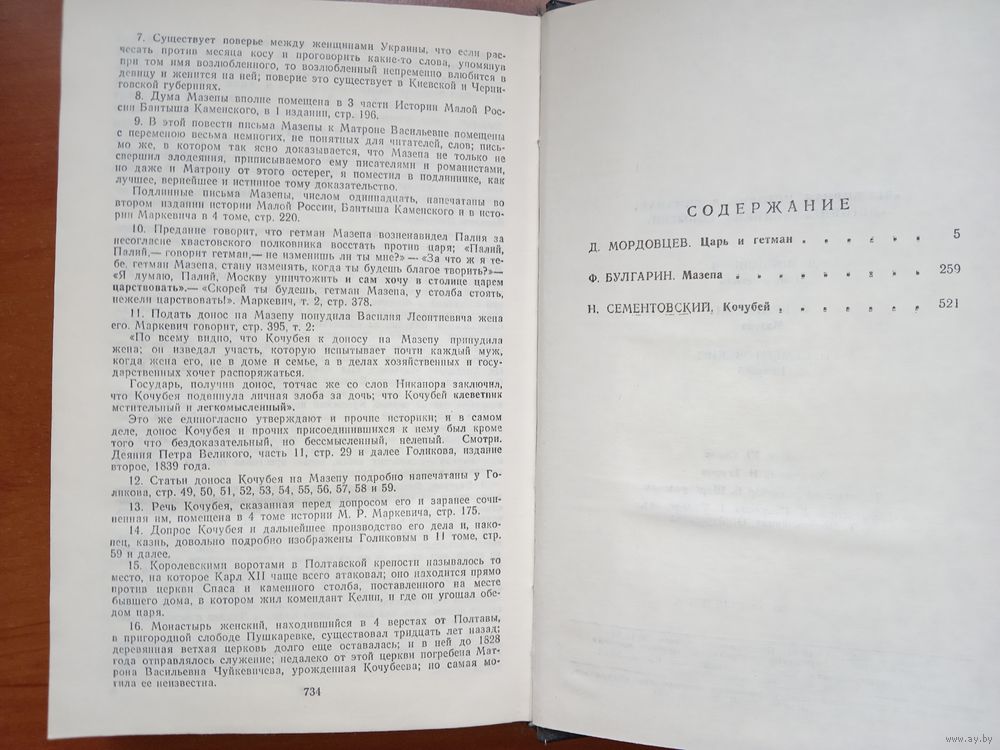 7. Существует поверье между женщинами Украины, что если рас-
чесать против месяца косу и проговорить какие-то слова, упомянув
при том имя возлюбленного, то возлюбленный непременно влюбится в
девицу и женится на ней; поверие это существует в Киевской и Черни-
говской губерниях.
8. Дума Мазепы вполне помещена в 3 части Истории Малой Рос-
сии Бантыша Каменского, в 1 издании, стр. 196.
9. В этой повести письма Мазепы к Матроне Васильевне помещены
с переменою весьма немногих, не понятных для читателей, слов; пись-
мо же, в котором так ясно доказывается, что Мазепа не только не
свершил злодеяния, приписываемого ему писателями и романистами,
но даже и Матрону от этого остерег, я поместил в подлиннике, как
лучшее, вернейшее и истинное тому доказательство.
Подлинные письма Мазепы, числом одиннадцать, напечатаны во
втором издании истории Малой России, Бантыша Каменского и в исто-
рии Маркевича в 4 томе, стр. 220.
10. Предание говорит, что гетман Мазепа возненавидел Палия за
несогласие хвастовского полковника восстать против царя; «Палий,
Палий,— говорит гетман,— не изменишь ли ты мне?» — «За что ж я те-
бе, гетман Мазепа, стану изменять, когда ты будешь благое творить?»—
«Я думаю, Палий, Москву уничтожить и сам хочу в столице царем
царствовать».— «Скорей ты будешь, гетман Мазепа, у столба стоять,
нежели царствовать!». Маркевич, т. 2, стр. 378.
11. Подать донос на Мазепу понудила Василия Леонтиевича жена
его. Маркевич говорит, стр. 395, т. 2:
«По всему видно, что Кочубея к доносу на Мазепу принудила
жена; он изведал участь, которую испытывает почти каждый муж,
когда жена его, не в доме и семье, а в делах хозяйственных и госу-
дарственных хочет распоряжаться.
Государь, получив донос, тотчас же со слов Никанора заключил,
что Кочубея подвинула личная злоба за дочь; что Кочубей клеветник
мстительный и легкомысленный».
Это же единогласно утверждают и прочие историки; и в самом
деле, донос Кочубея и прочих присоединившихся к нему был кроме
того что бездоказательный, но бессмысленный, нелепый. Смотри.
Деяния Петра Великого, часть 11, стр. 29 и далее Голикова, издание
второе, 1839 года.
12. Статьи доноса Кочубея на Мазепу подробно напечатаны у Го-
ликова, стр. 49, 50, 51, 52, 53, 54, 55, 56, 57, 58 и 59.
13. Речь Кочубея, сказанная перед допросом его и заранее сочи-
ненная им, помещена в 4 томе истории М. Р. Маркевича, стр. 175.
14. Допрос Кочубея и дальнейшее производство его дела и, нако-
нец, казнь, довольно подробно изображены Голиковым в 11 томе, стр.
59 и далее.
15. Королевскими воротами в Полтавской крепости называлось то
место, на которое Карл XII чаще всего атаковал; оно находится прямо
против церкви Спаса и каменного столба, поставленного на месте
бывшего дома, в котором жил комендант Келин, и где он угощал обе-
дом царя.
16. Монастырь женский, находившийся в 4 верстах от Полтавы,
в пригородной слободе Пушкаревке, существовал тридцать лет назад;
деревянная ветхая церковь долго еще оставалась; и в ней до 1828
года отправлялось служение; недалеко от этой церкви погребена Мат-
рона Васильевна Чуйкевичева, урожденная Кочубеева; но самая мо-
гила ее неизвестна.
734
СОДЕРЖАНИЕ
Д. МОРДОВЦЕВ. Царь и гетман . . . . . . 5
Ф. БУЛГАРИН. Мазепа . . . . . . . . 259
Н. СЕМЕНТОВСКИЙ. Кочубей . . . . . . . 521
www.ay.by